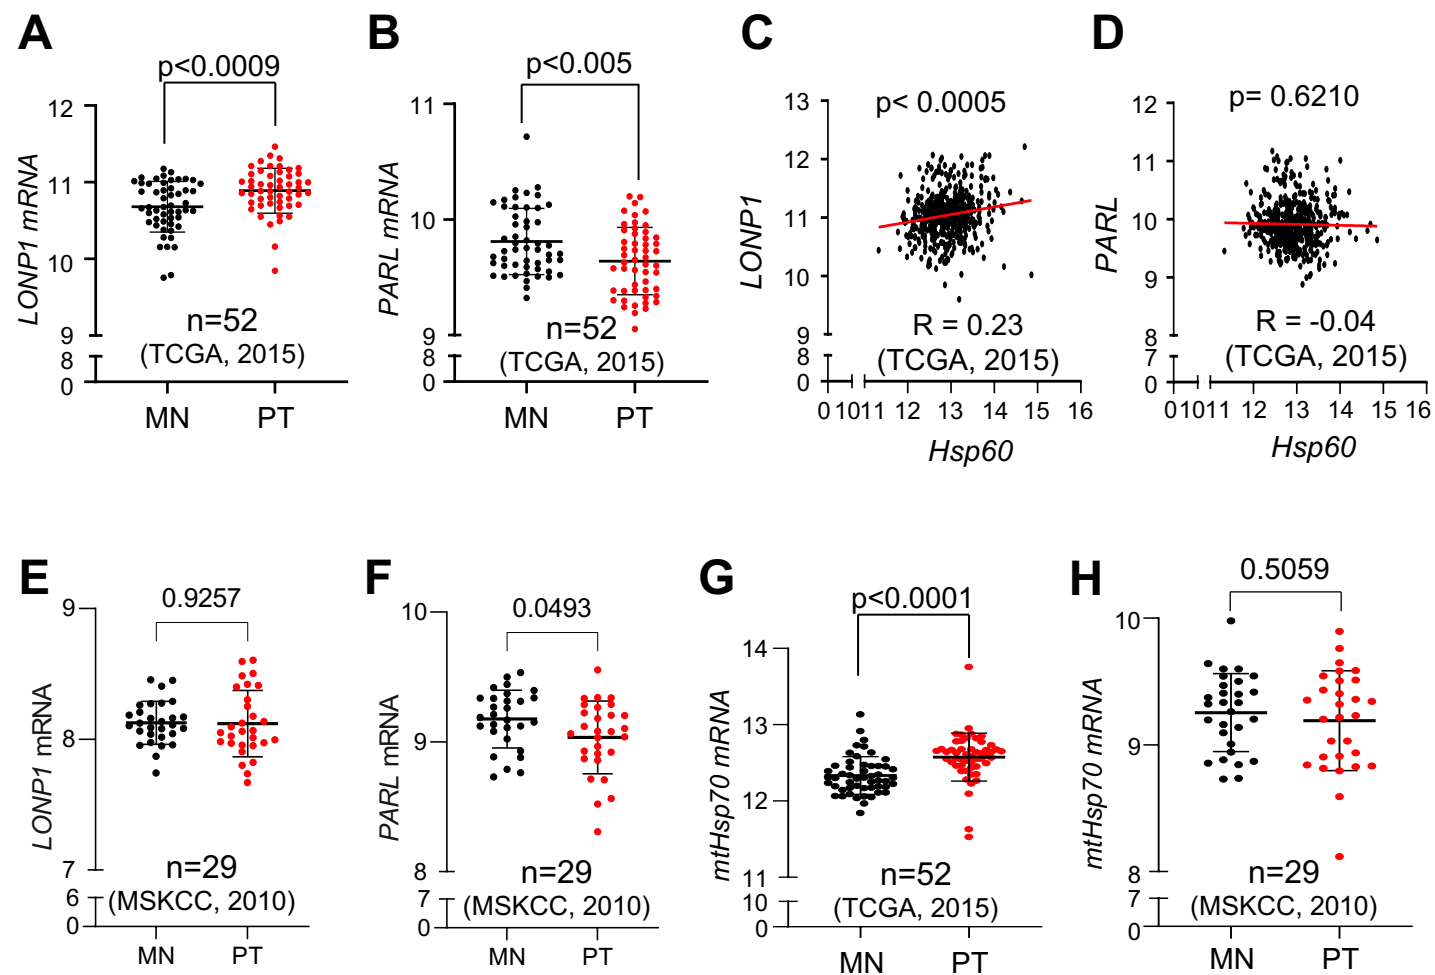 A
p<0.0009
LONP1 mRNA
12
11
10
9
8
0
n=52
(TCGA, 2015)
MN PT
B
p<0.005
PARL mRNA
11
10
9
8
0
n=52
(TCGA, 2015)
MN PT
C
p< 0.0005
LONP1
13
12
11
10
9
8
0
R = 0.23
(TCGA, 2015)
0 10 11 12 13 14 15 16
Hsp60
D
p= 0.6210
PARL
12
11
10
9
8
7
0
R = -0.04
(TCGA, 2015)
0 10 11 12 13 14 15 16
Hsp60
E
0.9257
LONP1 mRNA
9
8
7
6
0
n=29
(MSKCC, 2010)
MN PT
F
0.0493
PARL mRNA
10
9
8
7
0
n=29
(MSKCC, 2010)
MN PT
G
p<0.0001
mtHsp70 mRNA
14
13
12
11
10
0
n=52
(TCGA, 2015)
MN PT
H
0.5059
mtHsp70 mRNA
10
9
8
7
0
n=29
(MSKCC, 2010)
MN PT